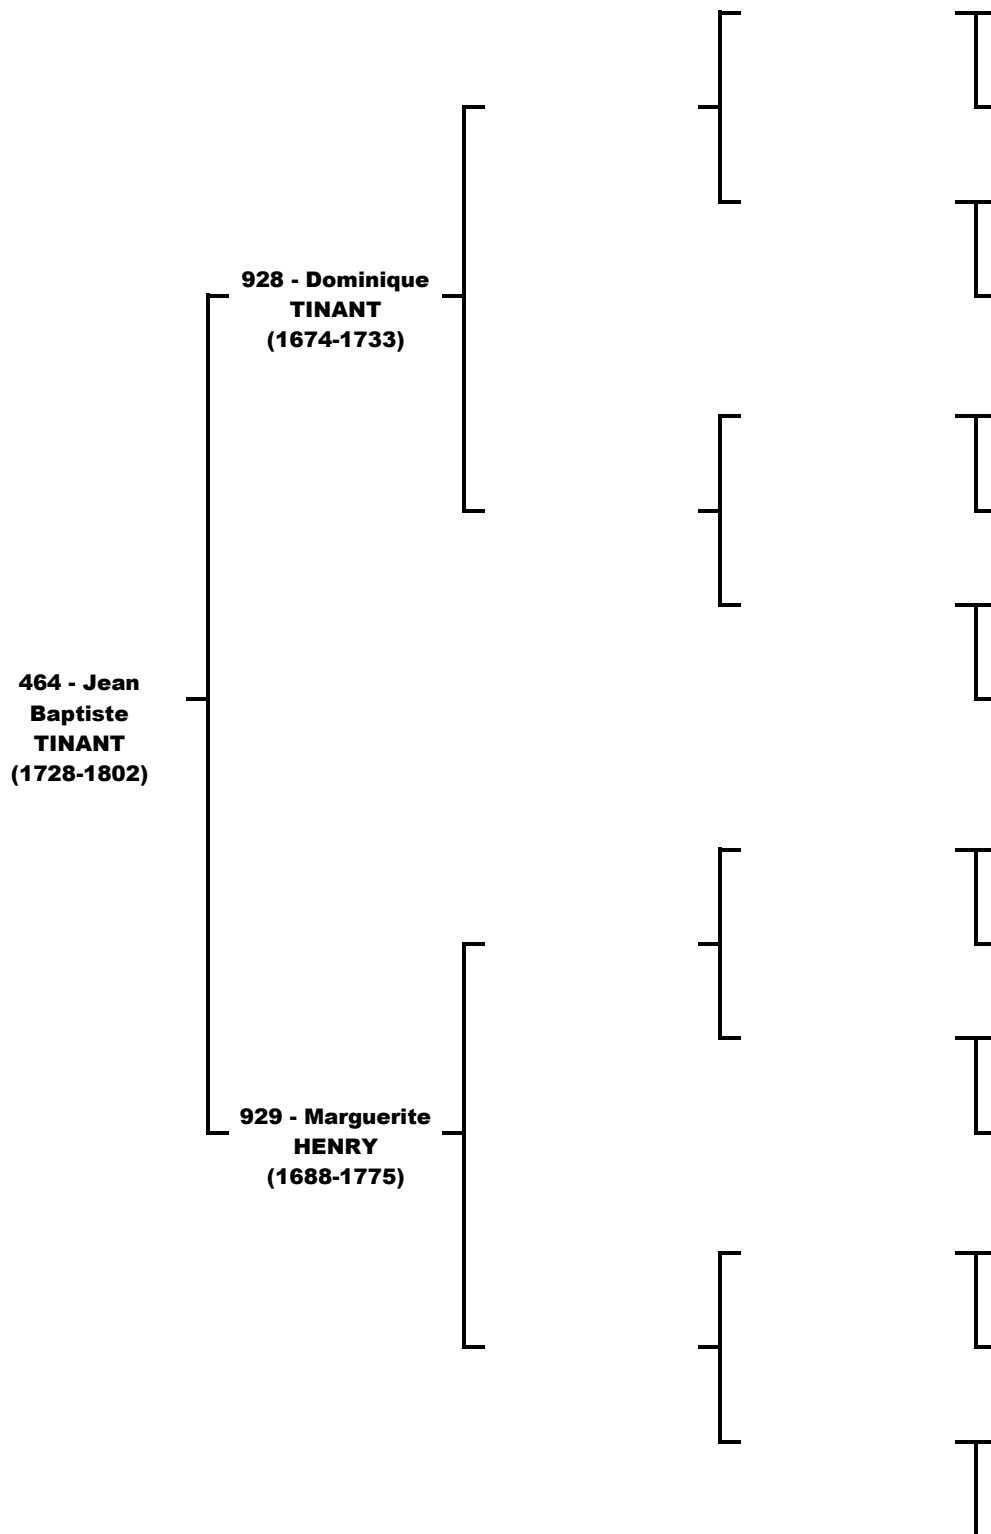 928 - Dominique
TINANT
(1674-1733)
464 - Jean
Baptiste
TINANT
(1728-1802)
929 - Marguerite
HENRY
(1688-1775)